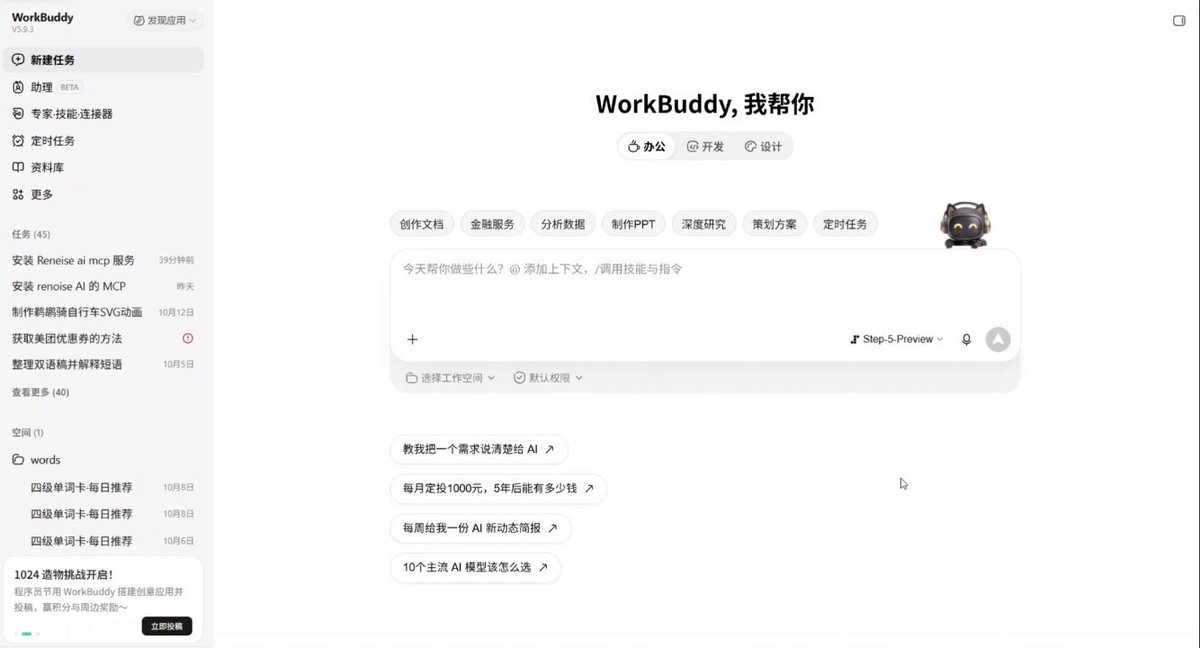 WorkBuddy
V5.9.3
发现应用
新建任务
助理 BETA
专家·技能·连接器
定时任务
资料库
更多
任务 (45)
安装 Reneise ai mcp 服务 39分钟前
安装 renoise AI 的 MCP 昨天
制作鹈鹕骑自行车SVG动画 10月12日
获取美团优惠券的方法
整理双语稿并解释短语 10月5日
查看更多 (40)
空间 (1)
words
四级单词卡-每日推荐 10月8日
四级单词卡-每日推荐 10月8日
四级单词卡-每日推荐 10月6日
1024 造物挑战开启！
程序员节用 WorkBuddy 搭建创意应用并
投稿，赢积分与周边奖励～
立即投稿
WorkBuddy, 我帮你
办公 开发 设计
创作文档 金融服务 分析数据 制作PPT 深度研究 策划方案 定时任务
今天帮你做些什么？@ 添加上下文，/调用技能与指令
Step-5-Preview
选择工作空间 默认权限
教我把一个需求说清楚给 AI
每月定投1000元，5年后能有多少钱
每周给我一份 AI 新动态简报
10个主流 AI 模型该怎么选